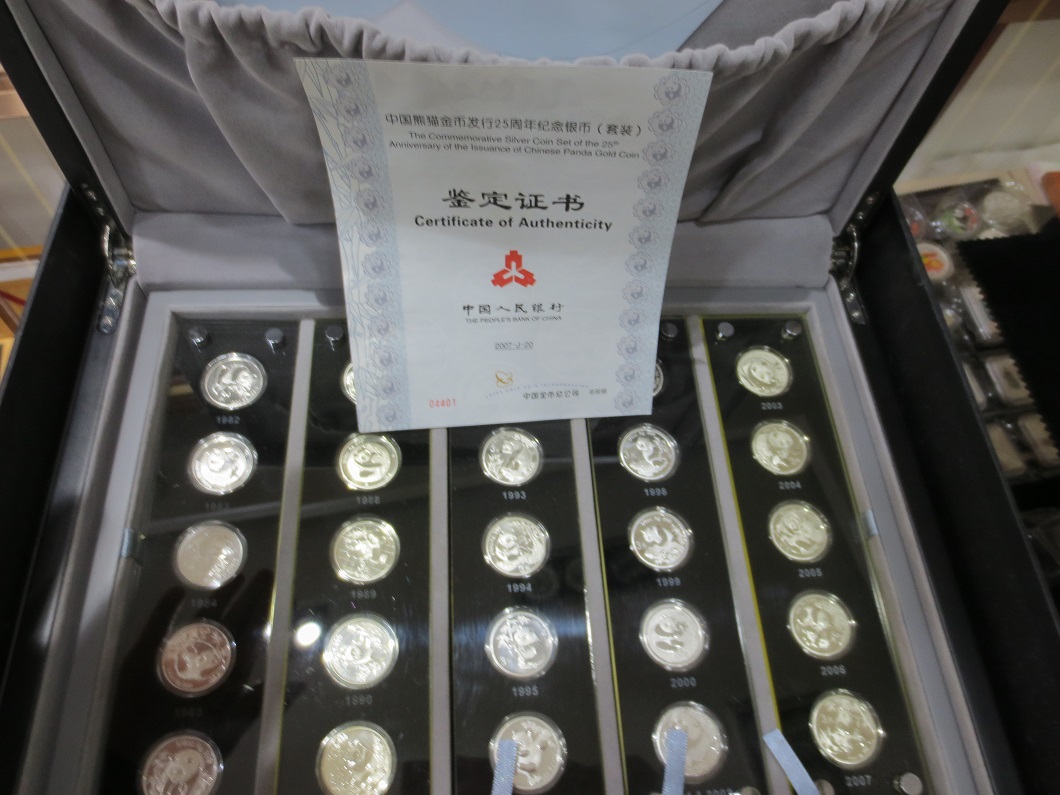 中国熊猫金币发行25周年纪念银币（套装）
The Commemorative Silver Coin Set of the 25th
Anniversary of the Issuance of Chinese Panda Gold Coin
鉴定证书
Certificate of Authenticity
中国人民银行
THE PEOPLE'S BANK OF CHINA
2007-J-20
04401
中国金币总公司
1982
2003
1988
1993
1998
2004
1984
1989
1994
1999
2005
1990
1995
2000
2006
2007